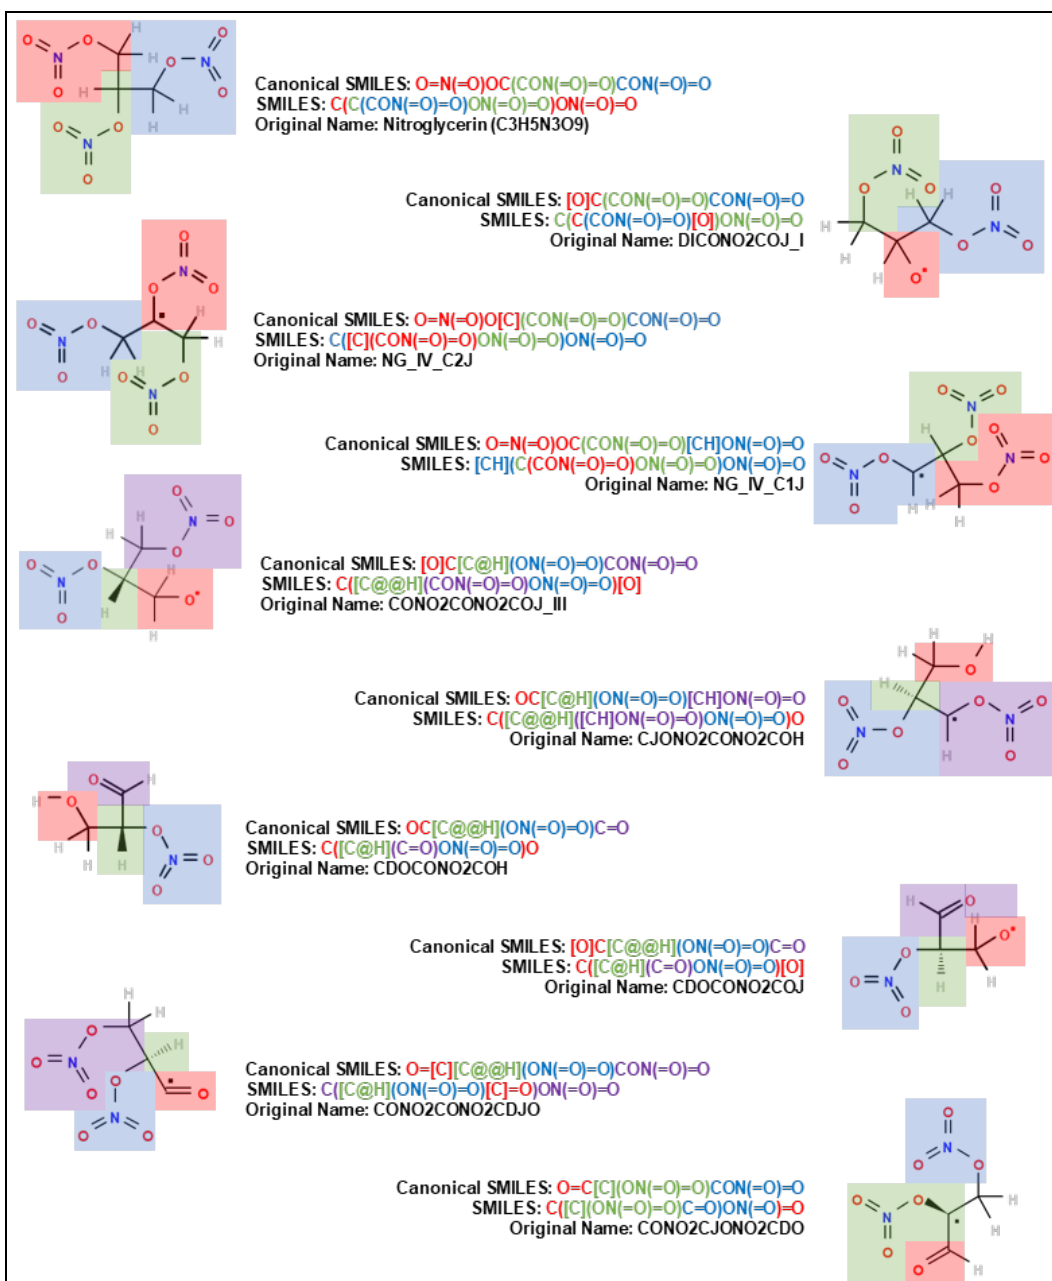 Canonical SMILES: O=N(=O)OC(CON(=O)=O)CON(=O)=O
SMILES: C(C(CON(=O)=O)ON(=O)=O)ON(=O)=O
Original Name: Nitroglycerin (C3H5N3O9)
Canonical SMILES: [O]C(CON(=O)=O)CON(=O)=O
SMILES: C(C(CON(=O)=O)[O])ON(=O)=O
Original Name: DICONO2COJ_I
Canonical SMILES: O=N(=O)O[C](CON(=O)=O)CON(=O)=O
SMILES: C([C](CON(=O)=O)ON(=O)=O)ON(=O)=O
Original Name: NG_IV_C2J
Canonical SMILES: O=N(=O)OC(CON(=O)=O)[CH]ON(=O)=O
SMILES: [CH](C(CON(=O)=O)ON(=O)=O)ON(=O)=O
Original Name: NG_IV_C1J
Canonical SMILES: [O]C[C@H](ON(=O)=O)CON(=O)=O
SMILES: C([C@@H](CON(=O)=O)ON(=O)=O)[O]
Original Name: CONO2CONO2COJ_III
Canonical SMILES: OC[C@H](ON(=O)=O)[CH]ON(=O)=O
SMILES: C([C@@H]([CH]ON(=O)=O)ON(=O)=O)O
Original Name: CJONO2CONO2COH
Canonical SMILES: OC[C@@H](ON(=O)=O)C=O
SMILES: C([C@H](C=O)ON(=O)=O)O
Original Name: CDOCONO2COH
Canonical SMILES: [O]C[C@@H](ON(=O)=O)C=O
SMILES: C([C@H](C=O)ON(=O)=O)[O]
Original Name: CDOCONO2COJ
Canonical SMILES: O=[C][C@@H](ON(=O)=O)CON(=O)=O
SMILES: C([C@H](ON(=O)=O)[C]=O)ON(=O)=O
Original Name: CONO2CONO2CDJO
Canonical SMILES: O=C[C](ON(=O)=O)CON(=O)=O
SMILES: C([C](ON(=O)=O)C=O)ON(=O)=O
Original Name: CONO2CJONO2CDO